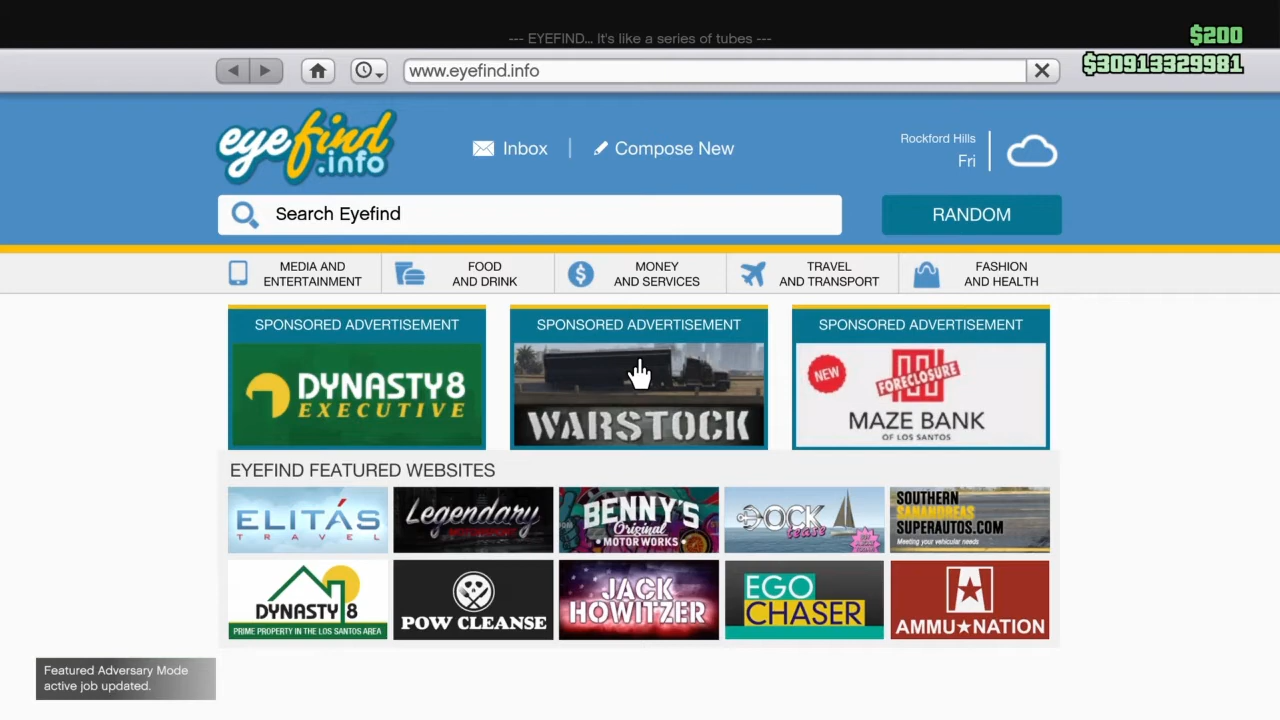 --- EYEFIND... It's like a series of tubes ---
$200
$30913329981
www.eyefind.info
eyefind
.info
Inbox
Compose New
Rockford Hills
Fri
Search Eyefind
RANDOM
MEDIA AND
ENTERTAINMENT
FOOD
AND DRINK
MONEY
AND SERVICES
TRAVEL
AND TRANSPORT
FASHION
AND HEALTH
SPONSORED ADVERTISEMENT
DYNASTY8
EXECUTIVE
SPONSORED ADVERTISEMENT
WARSTOCK
SPONSORED ADVERTISEMENT
NEW
FORECLOSURE
MAZE BANK
OF LOS SANTOS
EYEFIND FEATURED WEBSITES
ELITÁS
TRAVEL
Legendary
BENNY'S
Original
MOTOR WORKS
DOCK
tease
SOUTHERN
SANANDREAS
SUPERAUTOS.COM
Meeting your vehicular needs
DYNASTY 8
PRIME PROPERTY IN THE LOS SANTOS AREA
POW CLEANSE
JACK
HOWITZER
EGO
CHASER
AMMU★NATION
Featured Adversary Mode
active job updated.